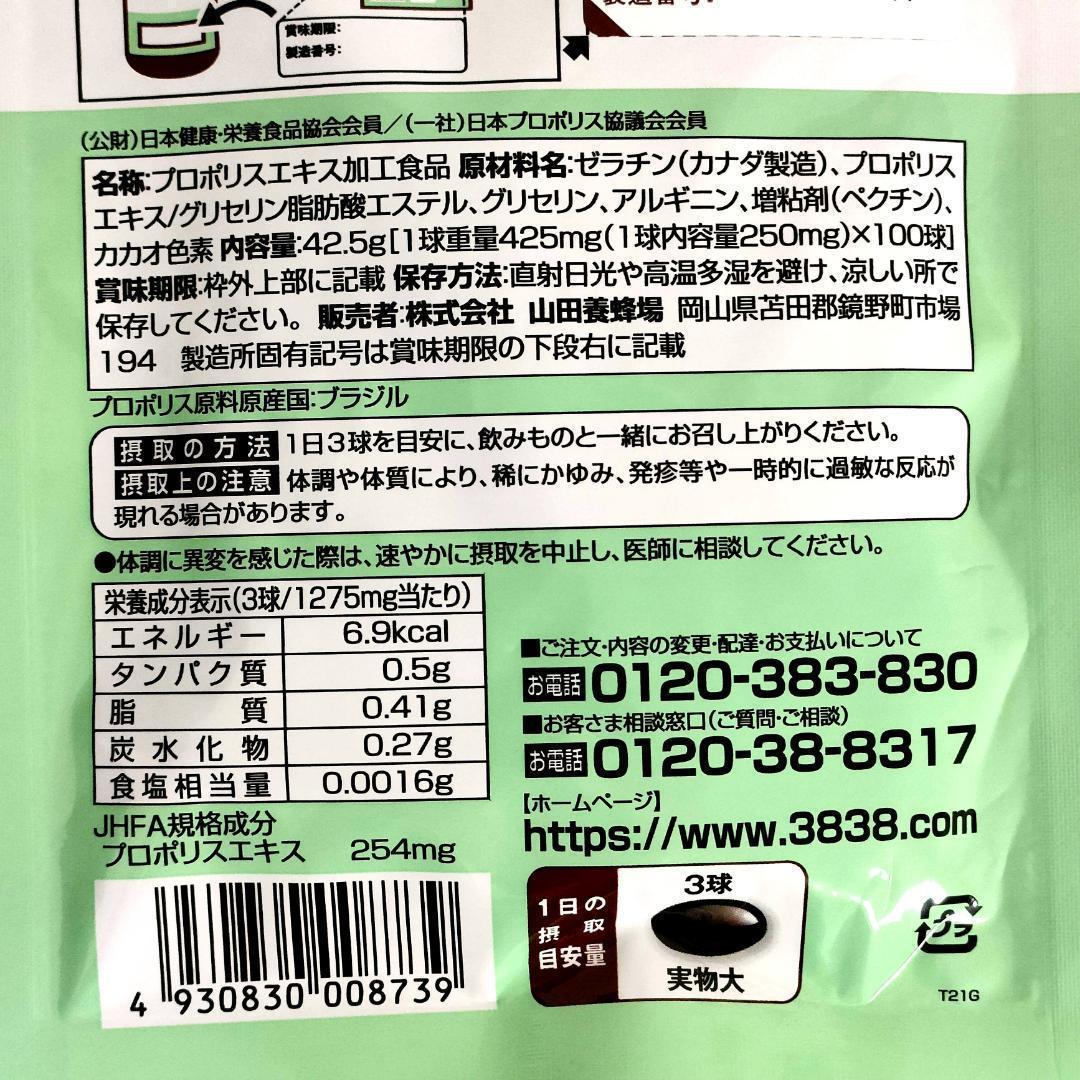 賞味期限:
製造番号:
製造番号:
(公財)日本健康・栄養食品協会会員/(一社)日本プロポリス協議会会員
名称:プロポリスエキス加工食品 原材料名:ゼラチン(カナダ製造)、プロポリス
エキス/グリセリン脂肪酸エステル、グリセリン、アルギニン、増粘剤(ペクチン)、
カカオ色素 内容量:42.5g[1球重量425mg(1球内容量250mg)×100球]
賞味期限:枠外上部に記載 保存方法:直射日光や高温多湿を避け、涼しい所で
保存してください。 販売者:株式会社 山田養蜂場 岡山県苫田郡鏡野町市場
194 製造所固有記号は賞味期限の下段右に記載
プロポリス原料原産国:ブラジル
摂取の方法 1日3球を目安に、飲みものと一緒にお召し上がりください。
摂取上の注意 体調や体質により、稀にかゆみ、発疹等や一時的に過敏な反応が
現れる場合があります。
●体調に異変を感じた際は、速やかに摂取を中止し、医師に相談してください。
栄養成分表示(3球/1275mg当たり)
エネルギー 6.9kcal
タンパク質 0.5g
脂質 0.41g
炭水化物 0.27g
食塩相当量 0.0016g
JHFA規格成分
プロポリスエキス 254mg
4 930830 008739
■ご注文・内容の変更・配達・お支払いについて
お電話 0120-383-830
■お客さま相談窓口(ご質問・ご相談)
お電話 0120-38-8317
【ホームページ】
https://www.3838.com
1日の
摂取
目安量
3球
実物大
プラ
T21G